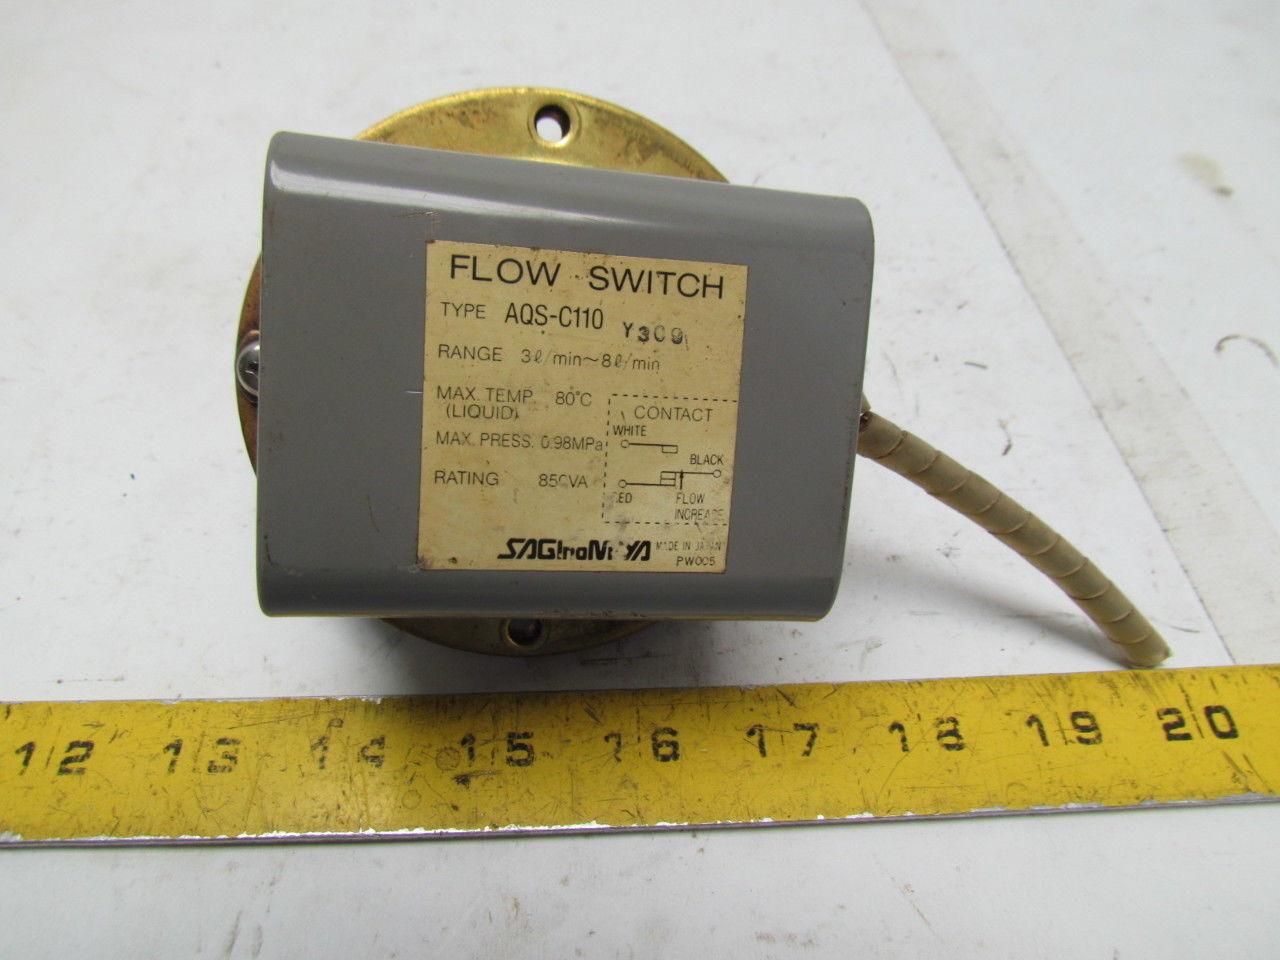 FLOW SWITCH
TYPE AQS-C110 Y309
RANGE 3ℓ/min~8ℓ/min
MAX. TEMP. 80°C
(LIQUID)
MAX. PRESS. 0.98MPa
RATING 850VA
CONTACT
WHITE
BLACK
RED
FLOW
INCREASE
SAGInoMiYA MADE IN JAPAN
PW005
12 13 14 15 16 17 18 19 20